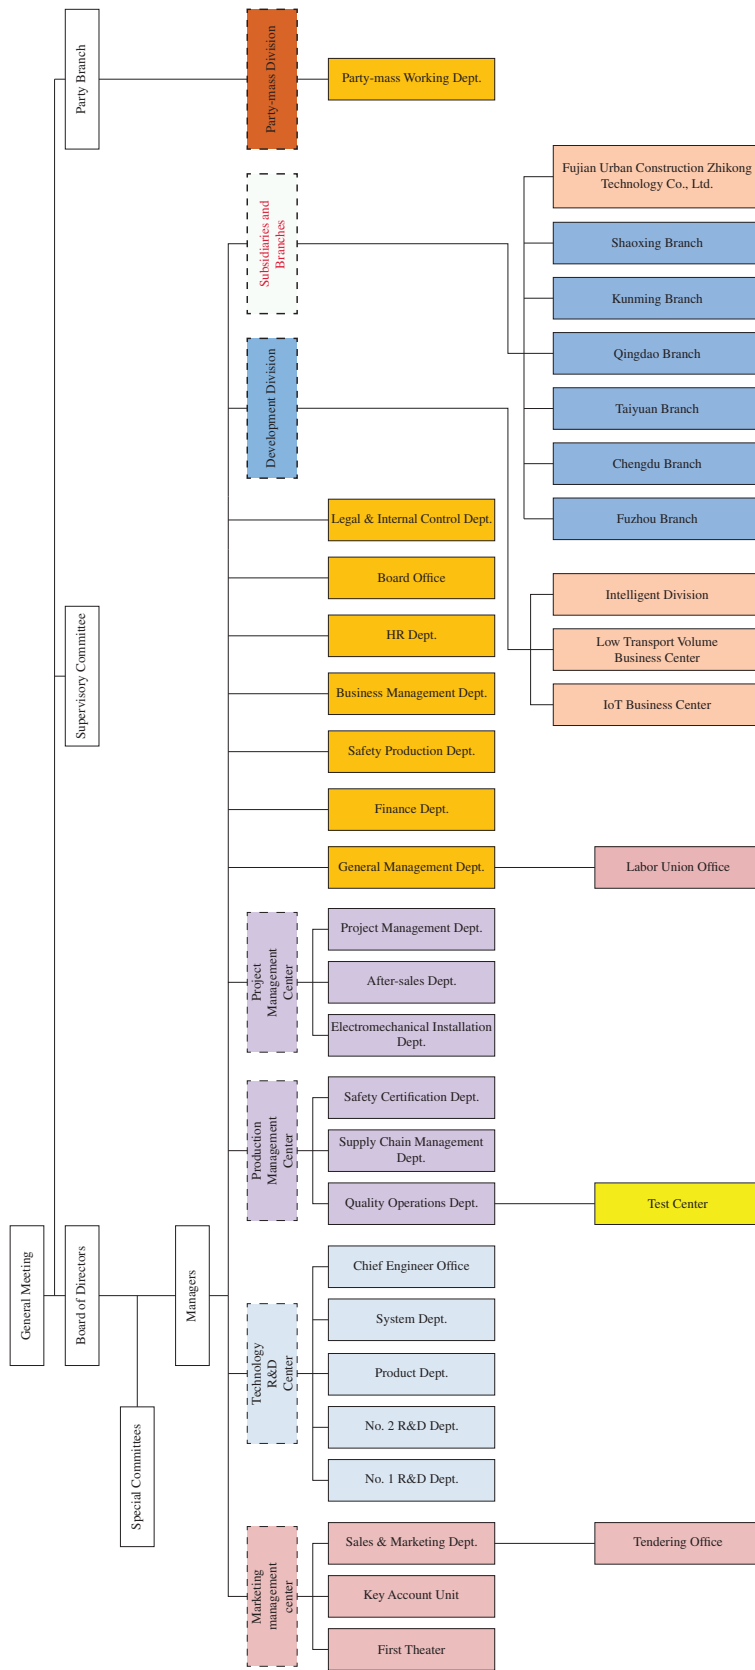 Party Branch
Party-mass Division
Party-mass Working Dept.
Subsidiaries and
Branches
Fujian Urban Construction Zhikong
Technology Co., Ltd.
Shaoxing Branch
Kunming Branch
Qingdao Branch
Taiyuan Branch
Chengdu Branch
Fuzhou Branch
Development Division
Intelligent Division
Low Transport Volume
Business Center
IoT Business Center
Legal & Internal Control Dept.
Board Office
HR Dept.
Supervisory Committee
Business Management Dept.
Safety Production Dept.
Finance Dept.
General Management Dept.
Labor Union Office
Project
Management
Center
Project Management Dept.
After-sales Dept.
Electromechanical Installation
Dept.
Production
Management
Center
Safety Certification Dept.
Supply Chain Management
Dept.
Quality Operations Dept.
Test Center
General Meeting
Board of Directors
Managers
Special Committees
Technology
R&D
Center
Chief Engineer Office
System Dept.
Product Dept.
No. 2 R&D Dept.
No. 1 R&D Dept.
Marketing
management
center
Sales & Marketing Dept.
Tendering Office
Key Account Unit
First Theater